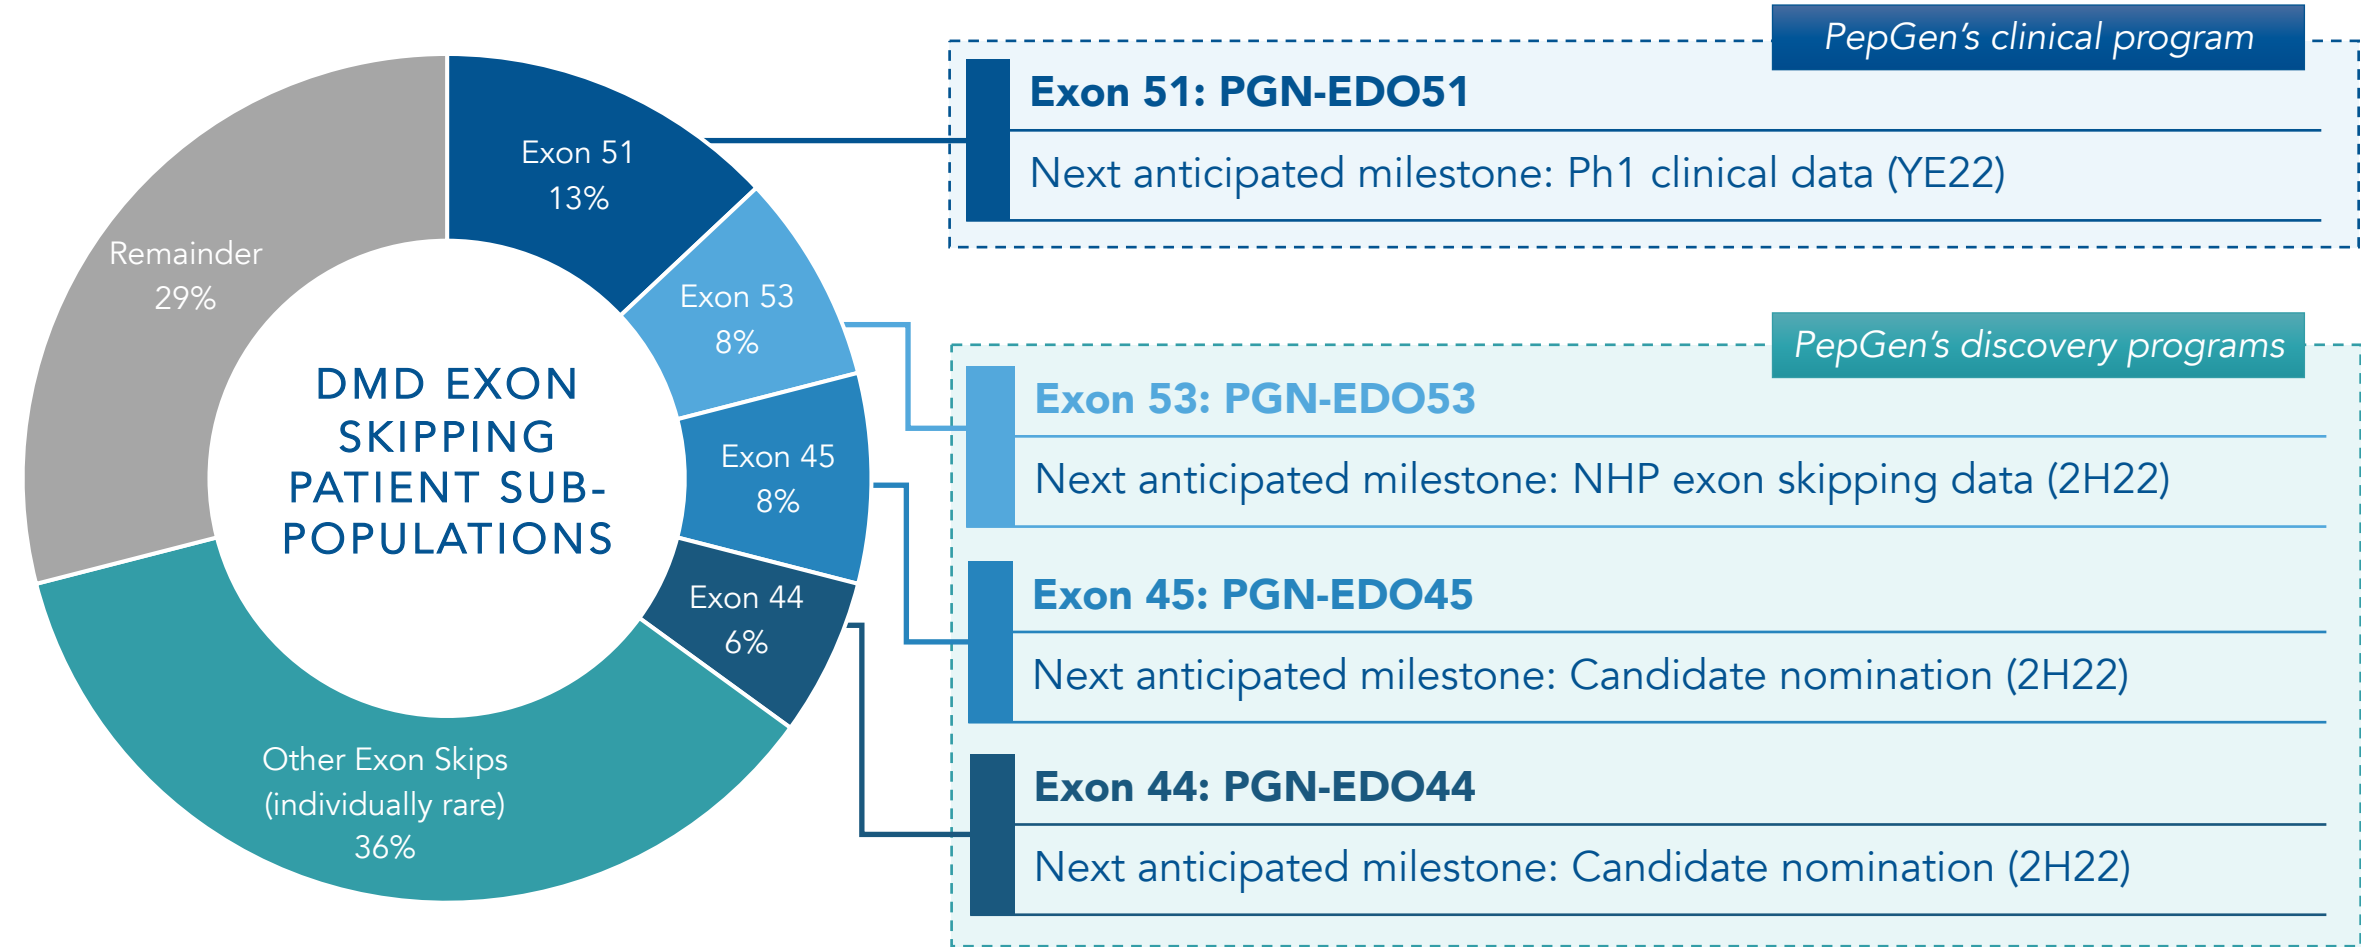 Exon 51
13%
Exon 53
8%
Exon 45
8%
Exon 44
6%
Other Exon Skips
(individually rare)
36%
Remainder
29%
DMD EXON
SKIPPING
PATIENT SUB-
POPULATIONS
PepGen's clinical program
Exon 51: PGN-EDO51
Next anticipated milestone: Ph1 clinical data (YE22)
PepGen's discovery programs
Exon 53: PGN-EDO53
Next anticipated milestone: NHP exon skipping data (2H22)
Exon 45: PGN-EDO45
Next anticipated milestone: Candidate nomination (2H22)
Exon 44: PGN-EDO44
Next anticipated milestone: Candidate nomination (2H22)